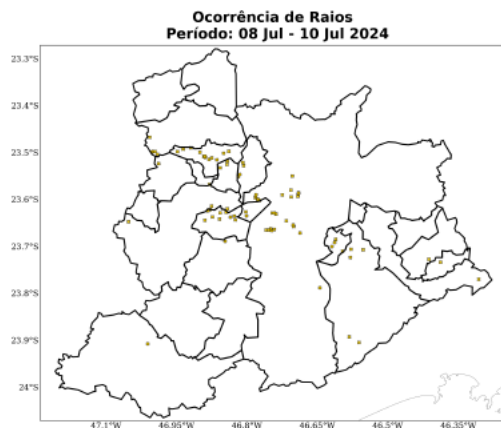 Ocorrência de Raios
Período: 08 Jul - 10 Jul 2024
23.3°S
23.4°S
23.5°S
23.6°S
23.7°S
23.8°S
23.9°S
24°S
47.1°W 46.95°W 46.8°W 46.65°W 46.5°W 46.35°W